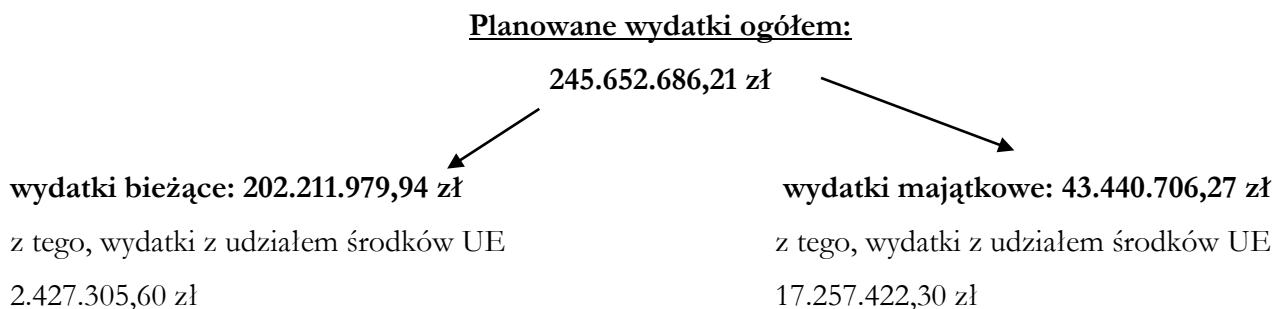 Planowane wydatki ogółem:
245.652.686,21 zł
wydatki bieżące: 202.211.979,94 zł
wydatki majątkowe: 43.440.706,27 zł
z tego, wydatki z udziałem środków UE
z tego, wydatki z udziałem środków UE
2.427.305,60 zł
17.257.422,30 zł